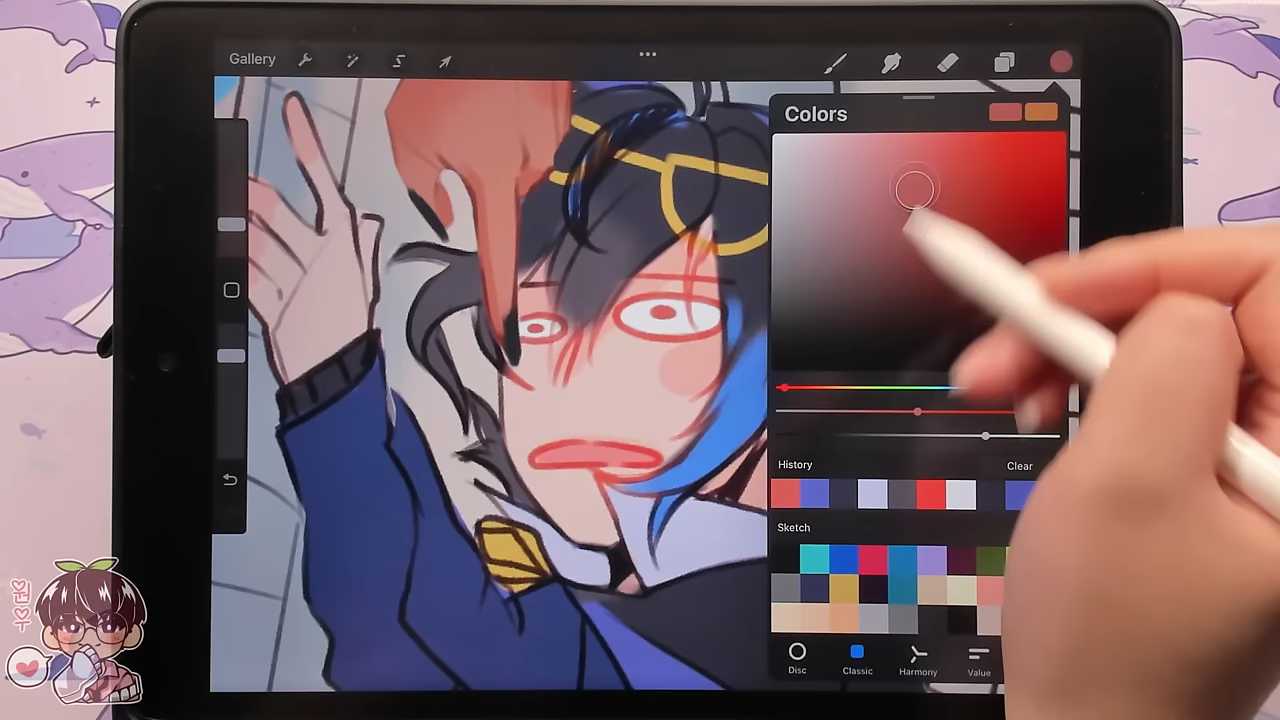 Gallery
Colors
History
Clear
Sketch
Disc
Classic
Harmony
Value